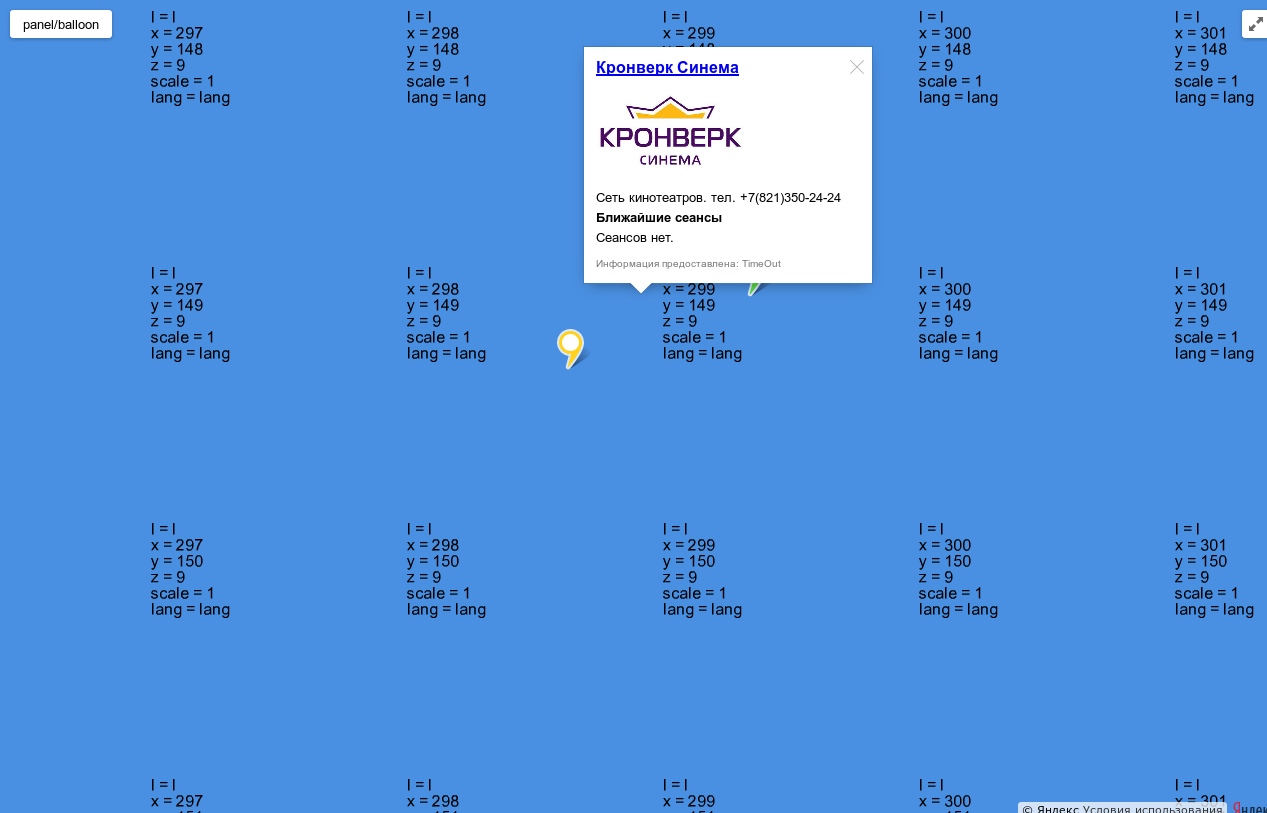 panel/balloon
l = l
x = 297
y = 148
z = 9
scale = 1
lang = lang
l = l
x = 298
y = 148
z = 9
scale = 1
lang = lang
l = l
x = 299
l = l
x = 300
y = 148
z = 9
scale = 1
lang = lang
l = l
x = 301
y = 148
z = 9
scale = 1
lang = lang
Кронверк Синема
КРОНВЕРК
СИНЕМА
Сеть кинотеатров. тел. +7(821)350-24-24
Ближайшие сеансы
Сеансов нет.
Информация предоставлена: TimeOut
l = l
x = 297
y = 149
z = 9
scale = 1
lang = lang
l = l
x = 298
y = 149
z = 9
scale = 1
lang = lang
x = 299
y = 149
z = 9
scale = 1
lang = lang
l = l
x = 300
y = 149
z = 9
scale = 1
lang = lang
l = l
x = 301
y = 149
z = 9
scale = 1
lang = lang
l = l
x = 297
y = 150
z = 9
scale = 1
lang = lang
l = l
x = 298
y = 150
z = 9
scale = 1
lang = lang
l = l
x = 299
y = 150
z = 9
scale = 1
lang = lang
l = l
x = 300
y = 150
z = 9
scale = 1
lang = lang
l = l
x = 301
y = 150
z = 9
scale = 1
lang = lang
l = l
x = 297
l = l
x = 298
l = l
x = 299
l = l
x = 300
l = l
x = 301
© Яндекс Условия использования